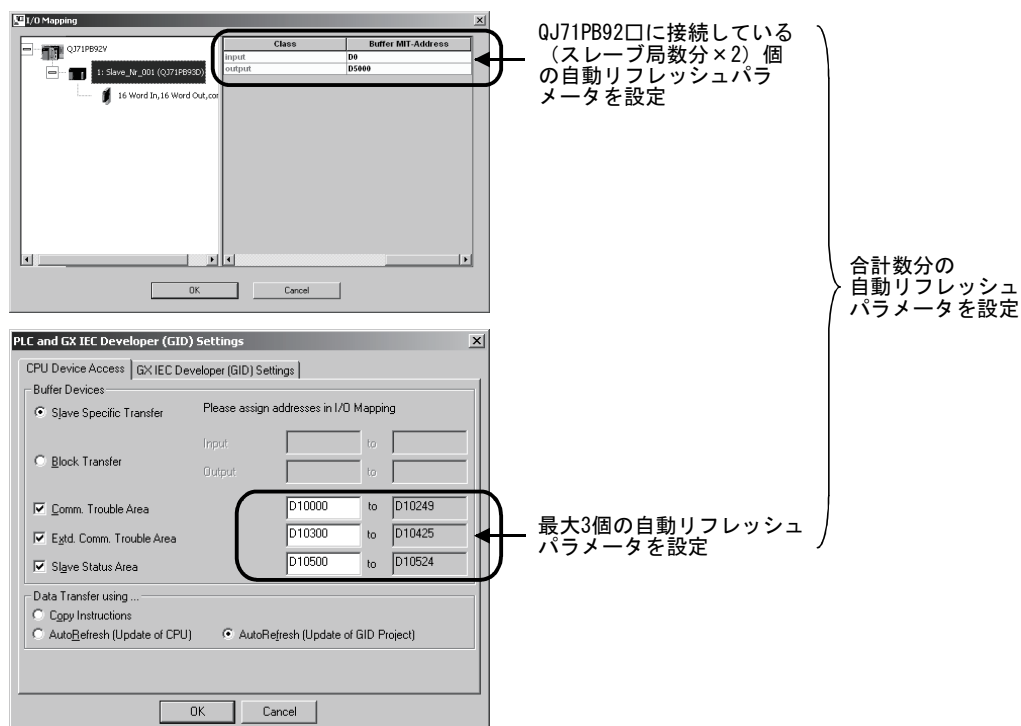 I/O Mapping
QJ71PB92V
1: Slave_Nr_001 (QJ71PB93D)
16 Word In,16 Word Out,cor
Class Buffer MIT-Address
input D0
output D5000
OK Cancel
QJ71PB92□に接続している
(スレーブ局数分×2)個
の自動リフレッシュパラ
メータを設定
合計数分の
自動リフレッシュ
パラメータを設定
PLC and GX IEC Developer (GID) Settings
CPU Device Access GX IEC Developer (GID) Settings
Buffer Devices
Slave Specific Transfer Please assign addresses in I/O Mapping
Input to
Block Transfer
Output to
Comm. Trouble Area D10000 to D10249
Extd. Comm. Trouble Area D10300 to D10425
Slave Status Area D10500 to D10524
最大3個の自動リフレッシュ
パラメータを設定
Data Transfer using ...
Copy Instructions
AutoRefresh (Update of CPU) AutoRefresh (Update of GID Project)
OK Cancel